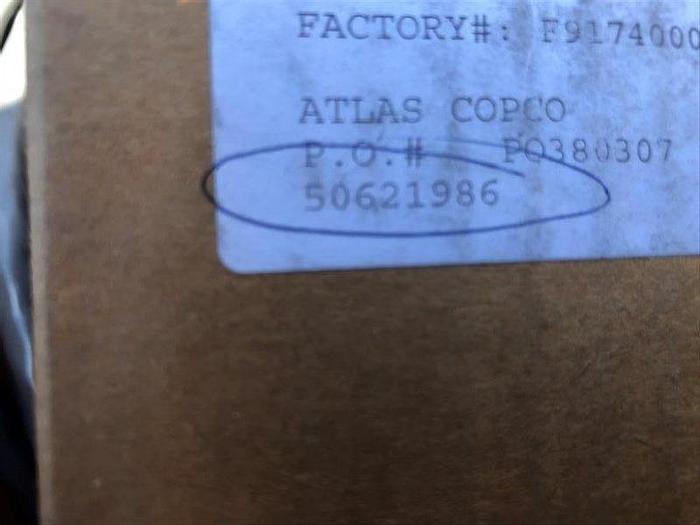 FACTORY#: F9174000
ATLAS COPCO
P.O.# PO380307
50621986